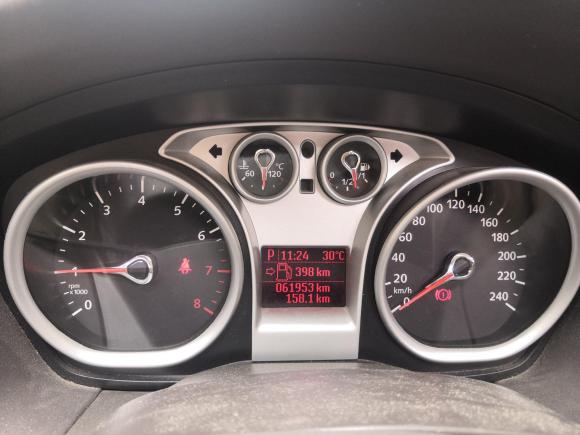 60 120 °C
0 1/2 1/1
0 1 2 3 4 5 6 7 8
rpm
x1000
P 11:24 30°C
398 km
061953 km
158.1 km
0 20 40 60 80 100 120 140 160 180 200 220 240
km/h